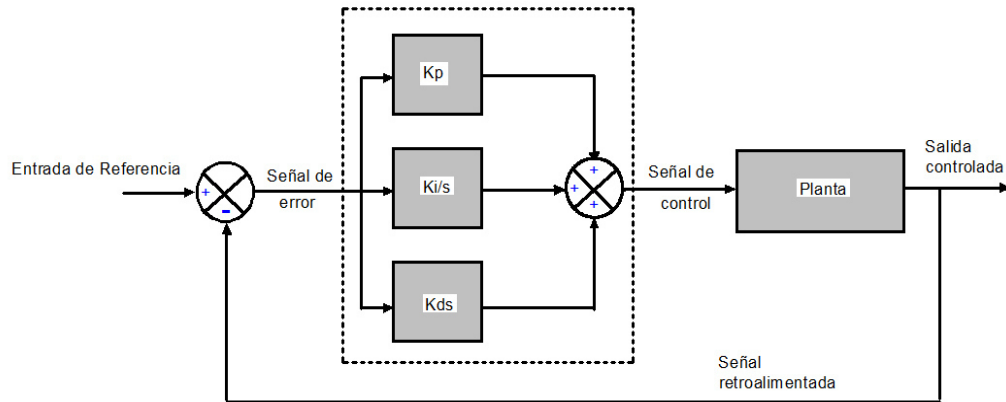 Kp
Entrada de Referencia
+
-
Señal de
error
Ki/s
+
+
+
Señal de
control
Planta
Salida
controlada
Kds
Señal
retroalimentada